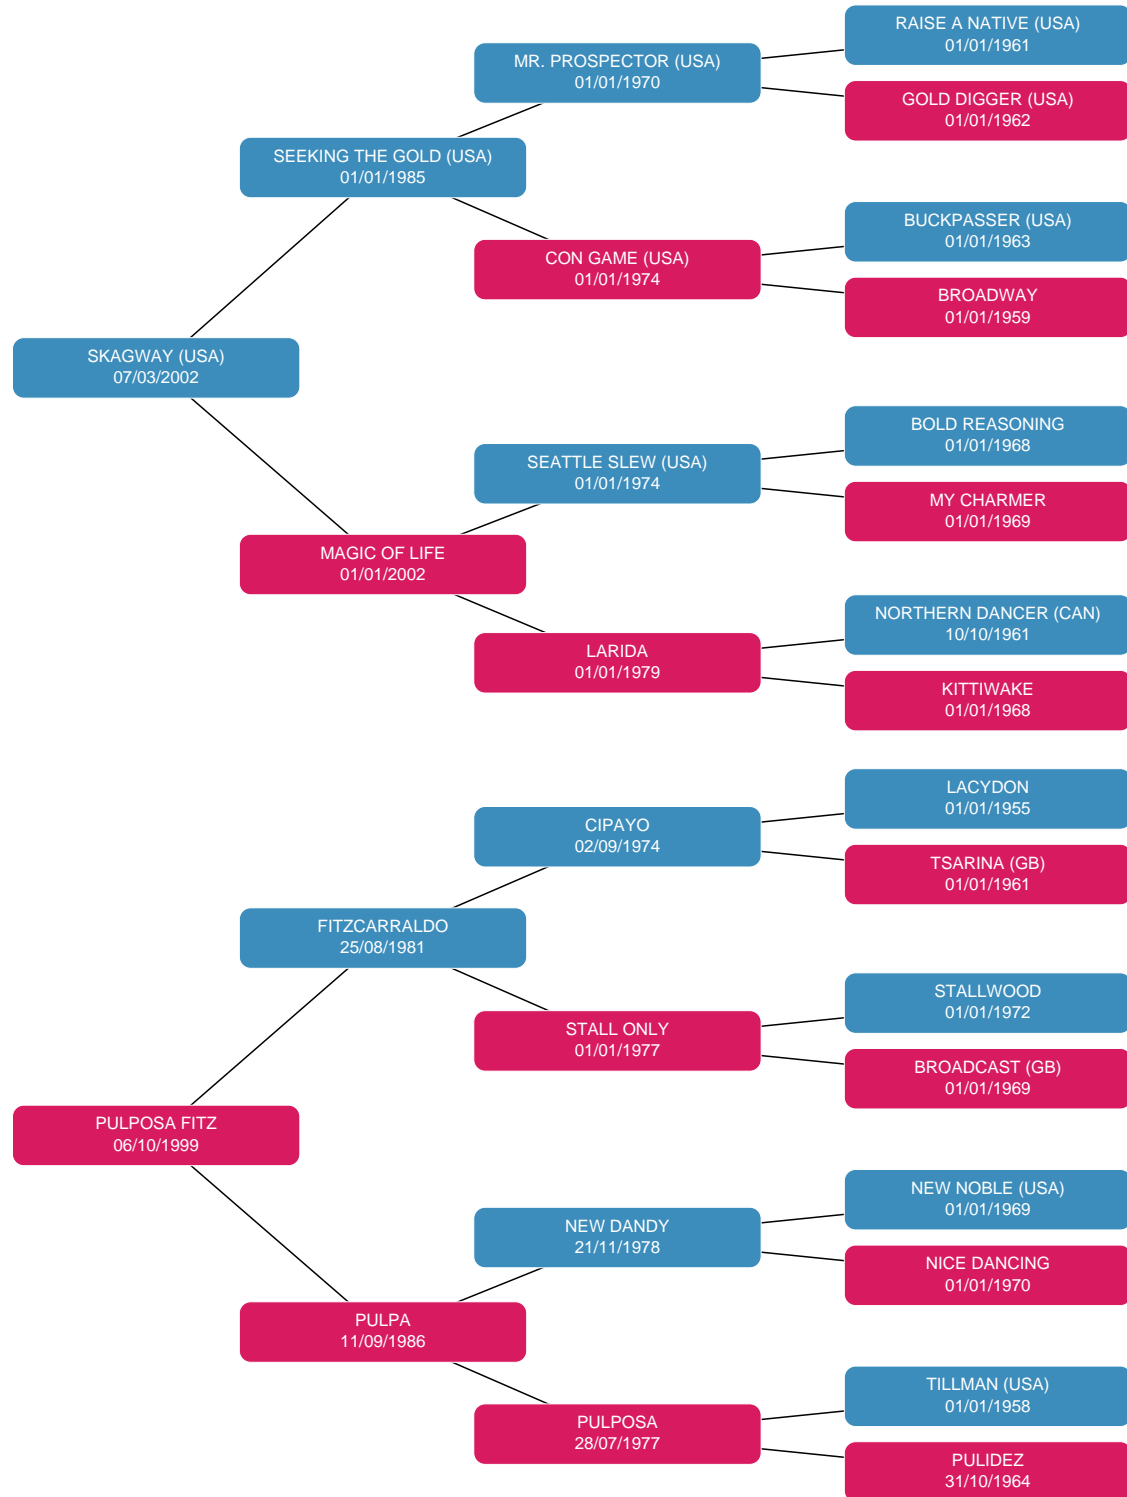 RAISE A NATIVE (USA)
01/01/1961
MR. PROSPECTOR (USA)
01/01/1970
GOLD DIGGER (USA)
01/01/1962
SEEKING THE GOLD (USA)
01/01/1985
BUCKPASSER (USA)
01/01/1963
CON GAME (USA)
01/01/1974
BROADWAY
01/01/1959
SKAGWAY (USA)
07/03/2002
BOLD REASONING
01/01/1968
SEATTLE SLEW (USA)
01/01/1974
MY CHARMER
01/01/1969
MAGIC OF LIFE
01/01/2002
NORTHERN DANCER (CAN)
10/10/1961
LARIDA
01/01/1979
KITTIWAKE
01/01/1968
LACYDON
01/01/1955
CIPAYO
02/09/1974
TSARINA (GB)
01/01/1961
FITZCARRALDO
25/08/1981
STALLWOOD
01/01/1972
STALL ONLY
01/01/1977
BROADCAST (GB)
01/01/1969
PULPOSA FITZ
06/10/1999
NEW NOBLE (USA)
01/01/1969
NEW DANDY
21/11/1978
NICE DANCING
01/01/1970
PULPA
11/09/1986
TILLMAN (USA)
01/01/1958
PULPOSA
28/07/1977
PULIDEZ
31/10/1964